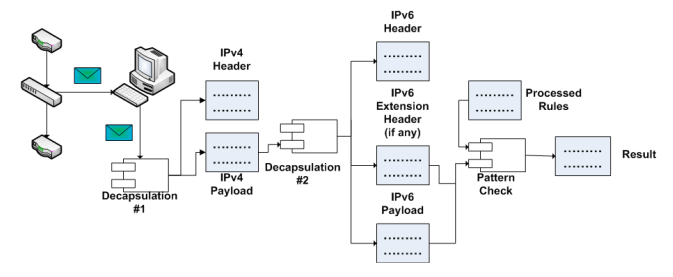 IPv4
Header
IPv4
Payload
Decapsulation
#1
Decapsulation
#2
IPv6
Header
IPv6
Extension
Header
(if any)
IPv6
Payload
Processed
Rules
Pattern
Check
Result